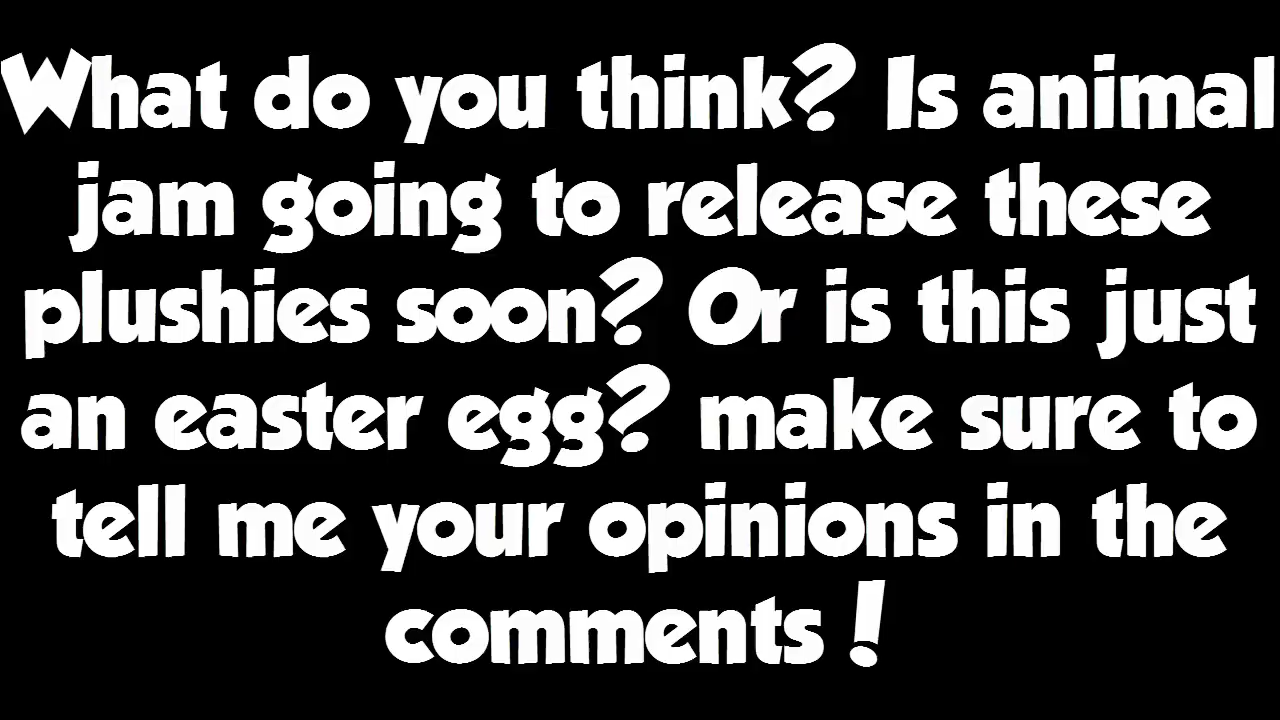 What do you think? Is animal
jam going to release these
plushies soon? Or is this just
an easter egg? make sure to
tell me your opinions in the
comments!